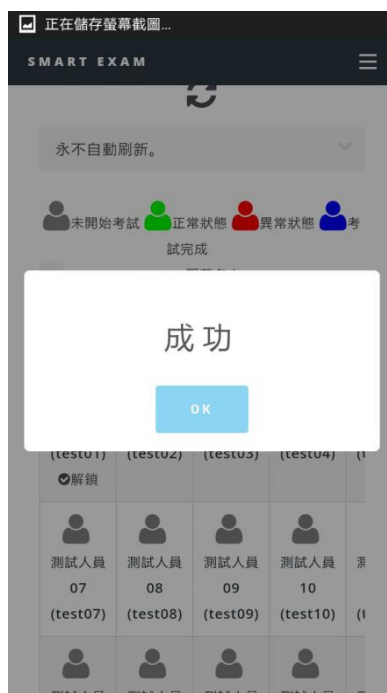 正在儲存螢幕截圖...
SMART EXAM
永不自動刷新。
未開始考試 正常狀態 異常狀態 考
試完成
成功
OK
(test01) (test02) (test03) (test04)
解鎖
測試人員 測試人員 測試人員 測試人員
07 08 09 10
(test07) (test08) (test09) (test10)